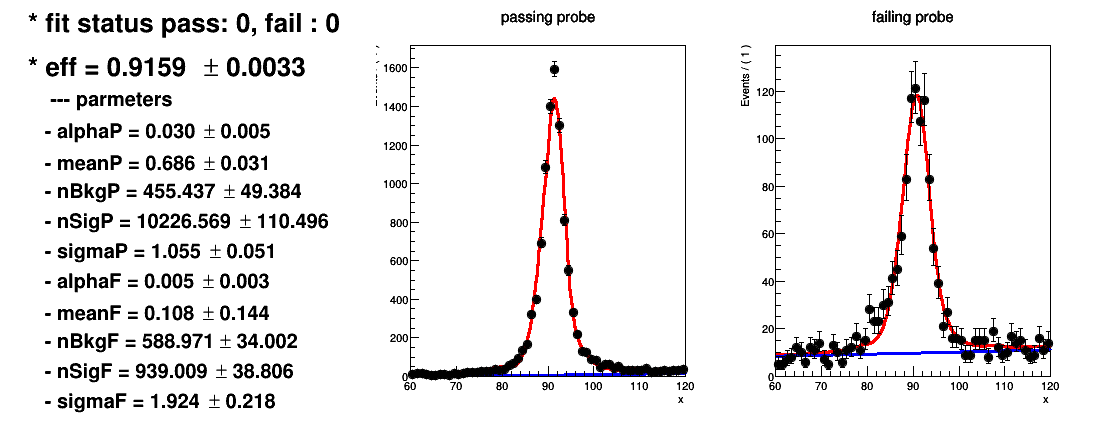 * fit status pass: 0, fail : 0
* eff = 0.9159 ± 0.0033
--- parmeters
- alphaP = 0.030 ± 0.005
- meanP = 0.686 ± 0.031
- nBkgP = 455.437 ± 49.384
- nSigP = 10226.569 ± 110.496
- sigmaP = 1.055 ± 0.051
- alphaF = 0.005 ± 0.003
- meanF = 0.108 ± 0.144
- nBkgF = 588.971 ± 34.002
- nSigF = 939.009 ± 38.806
- sigmaF = 1.924 ± 0.218
passing probe
1600
1400
1200
1000
800
600
400
200
0
60 70 80 90 100 110 120
x
failing probe
Events / ( 1 )
120
100
80
60
40
20
0
60 70 80 90 100 110 120
x